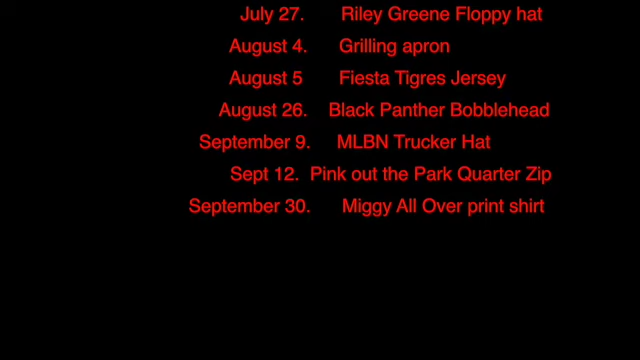 July 27. Riley Greene Floppy hat
August 4. Grilling apron
August 5 Fiesta Tigres Jersey
August 26. Black Panther Bobblehead
September 9. MLBN Trucker Hat
Sept 12. Pink out the Park Quarter Zip
September 30. Miggy All Over print shirt